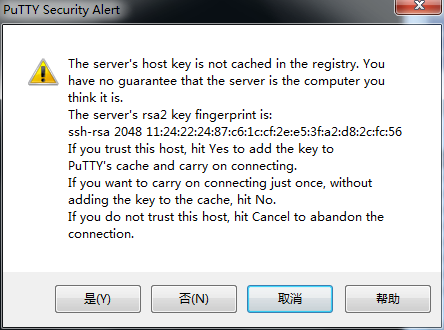 PuTTY Security Alert
The server's host key is not cached in the registry. You
have no guarantee that the server is the computer you
think it is.
The server's rsa2 key fingerprint is:
ssh-rsa 2048 11:24:22:24:87:c6:1c:cf:2e:e5:3f:a2:d8:2c:fc:56
If you trust this host, hit Yes to add the key to
PuTTY's cache and carry on connecting.
If you want to carry on connecting just once, without
adding the key to the cache, hit No.
If you do not trust this host, hit Cancel to abandon the
connection.
是(Y) 否(N) 取消 帮助